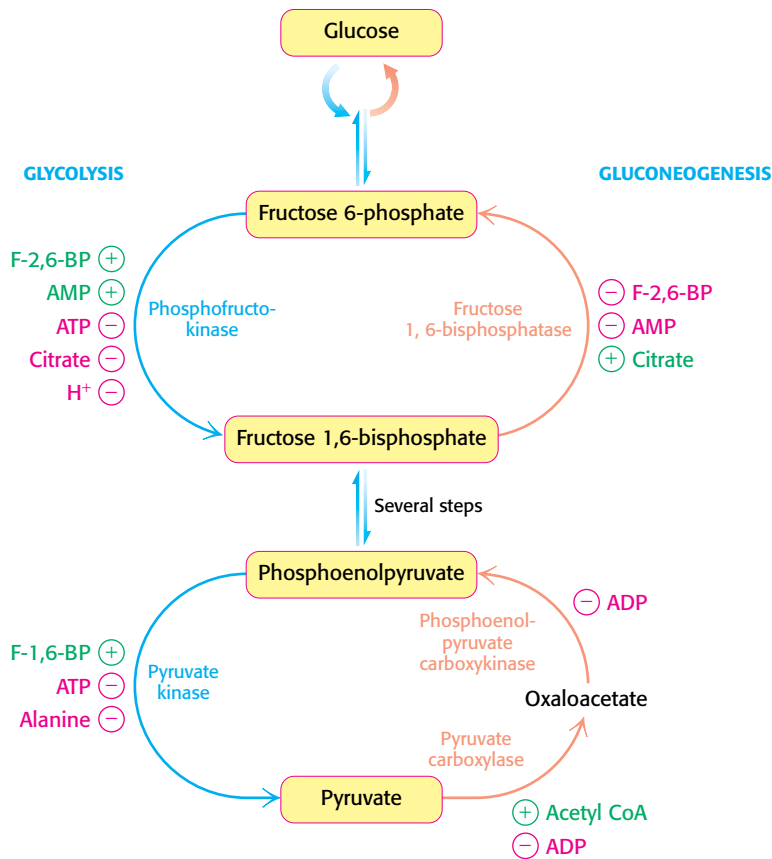 Glucose
GLYCOLYSIS
GLUCONEOGENESIS
Fructose 6-phosphate
F-2,6-BP +
AMP +
ATP −
Citrate −
H⁺ −
Phosphofructo-
kinase
Fructose
1, 6-bisphosphatase
− F-2,6-BP
− AMP
+ Citrate
Fructose 1,6-bisphosphate
Several steps
Phosphoenolpyruvate
− ADP
F-1,6-BP +
ATP −
Alanine −
Pyruvate
kinase
Phosphoenol-
pyruvate
carboxykinase
Oxaloacetate
Pyruvate
carboxylase
Pyruvate
+ Acetyl CoA
− ADP